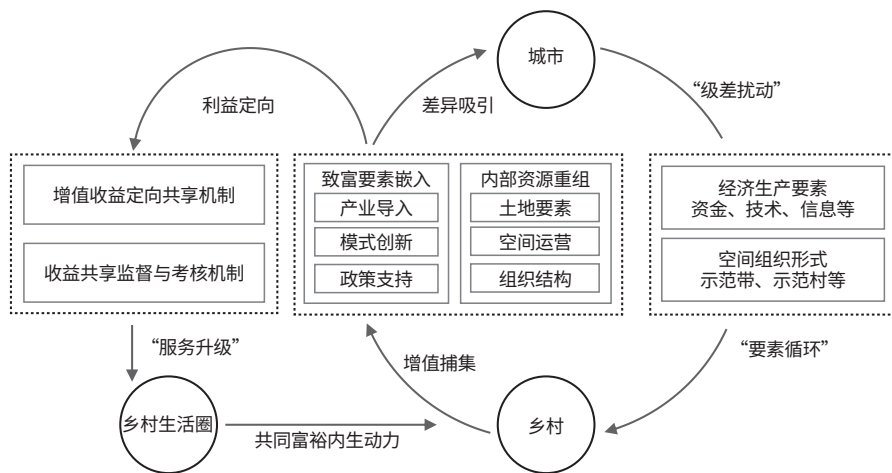 城市
“级差扰动”
利益定向
差异吸引
增值收益定向共享机制
收益共享监督与考核机制
致富要素嵌入
产业导入
模式创新
政策支持
内部资源重组
土地要素
空间运营
组织结构
经济生产要素
资金、技术、信息等
空间组织形式
示范带、示范村等
“服务升级”
增值捕集
“要素循环”
乡村生活圈
共同富裕内生动力
乡村